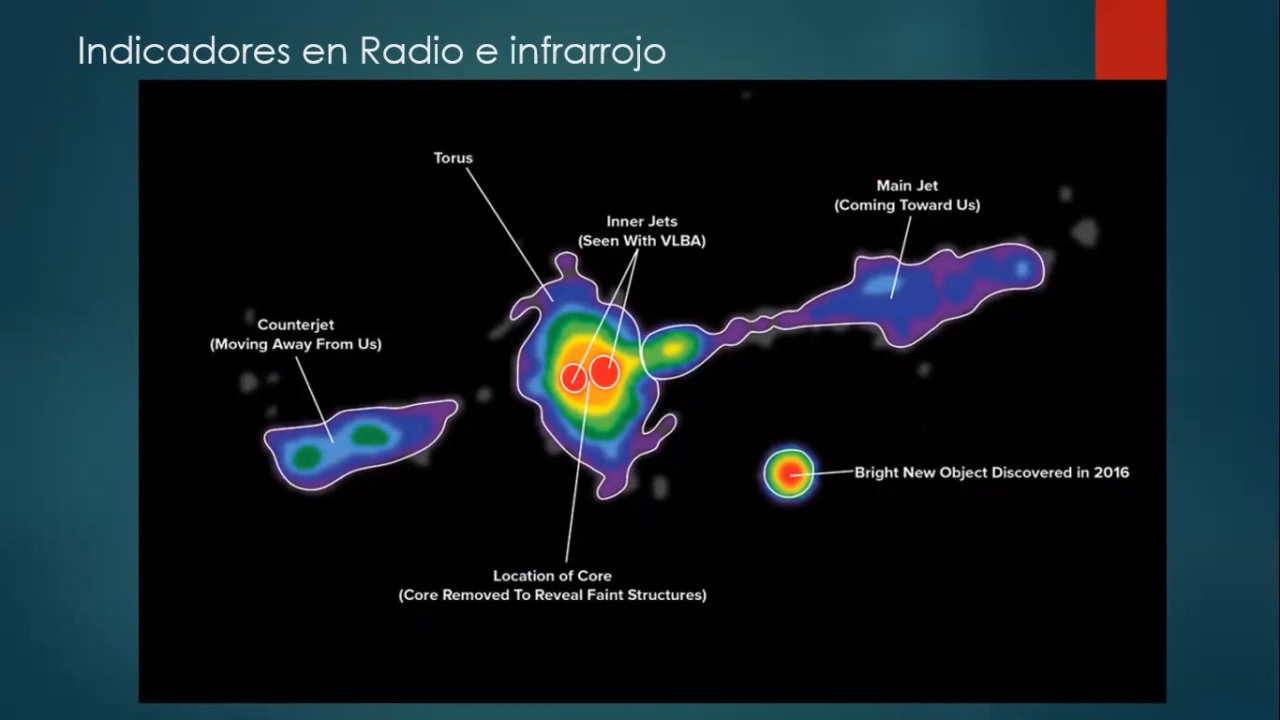 Indicadores en Radio e infrarrojo
Torus
Main Jet
(Coming Toward Us)
Inner Jets
(Seen With VLBA)
Counterjet
(Moving Away From Us)
Bright New Object Discovered in 2016
Location of Core
(Core Removed To Reveal Faint Structures)